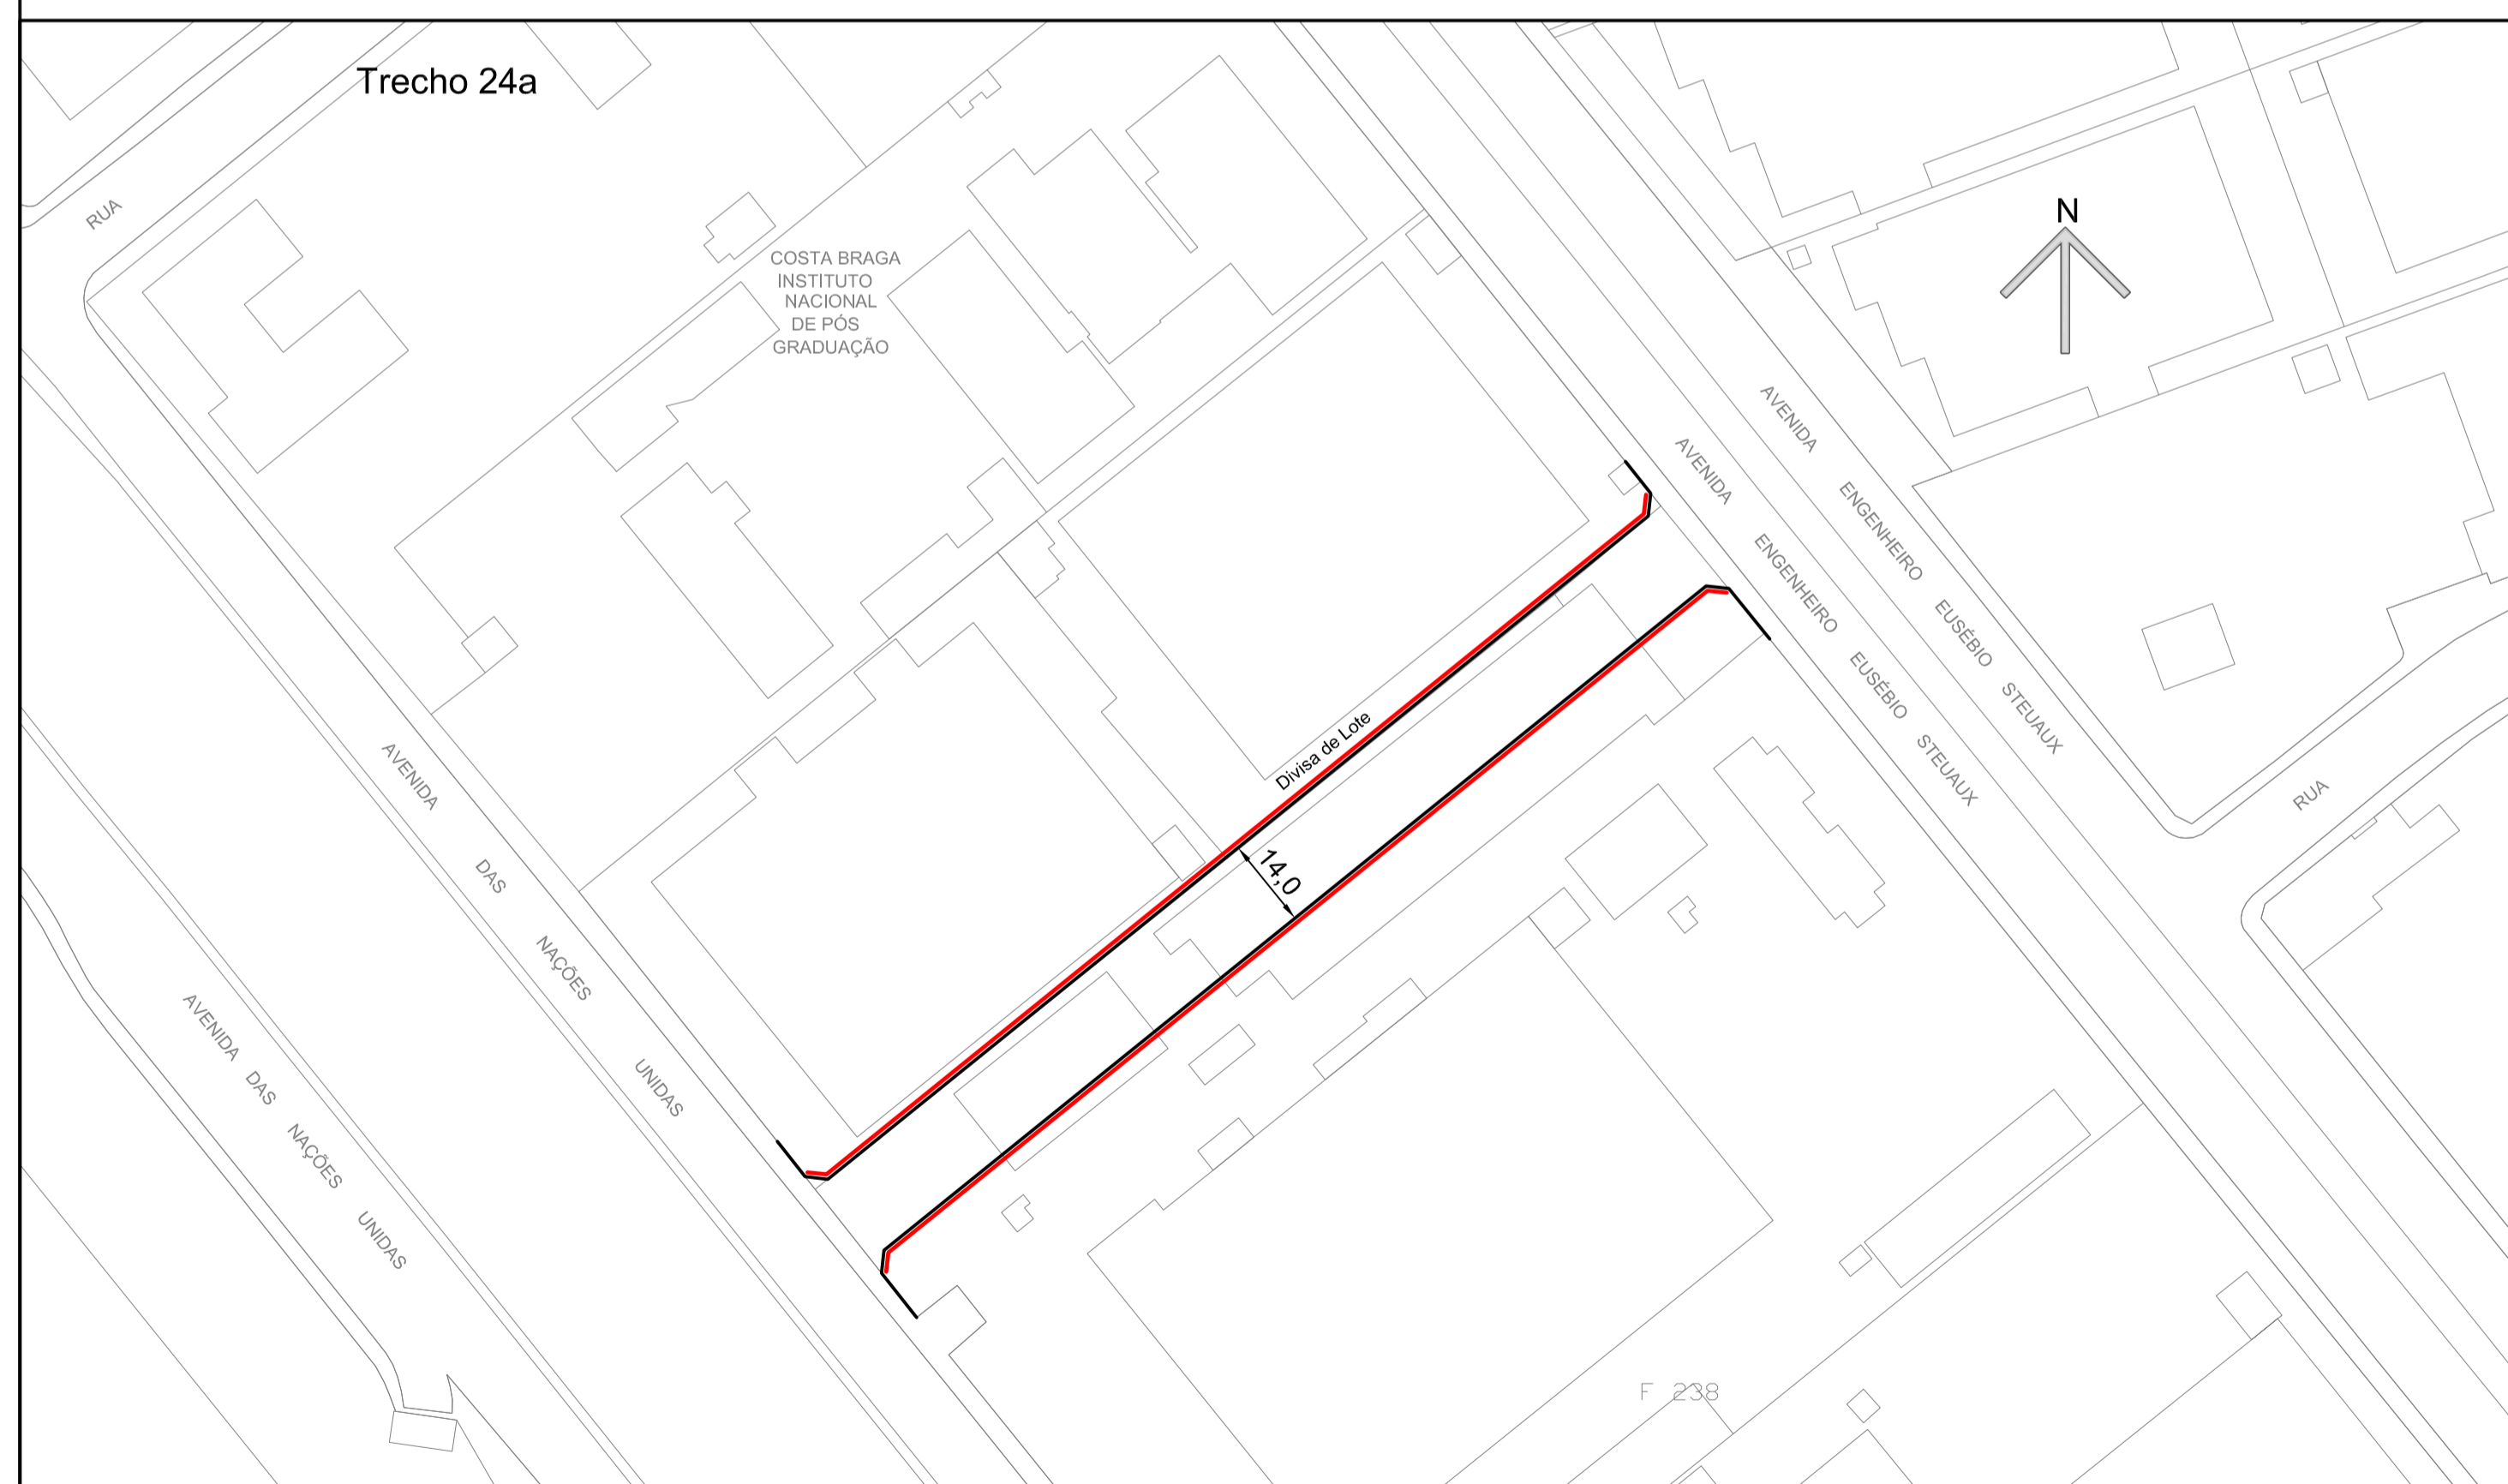 Trecho 24a
RUA
N
COSTA BRAGA
INSTITUTO
NACIONAL
DE PÓS
GRADUAÇÃO
AVENIDA ENGENHEIRO EUSÉBIO STEUAUX
AVENIDA ENGENHEIRO EUSÉBIO STEUAUX
Divisa de Lote
14,0
RUA
AVENIDA DAS NAÇÕES UNIDAS
AVENIDA DAS NAÇÕES UNIDAS
F 238